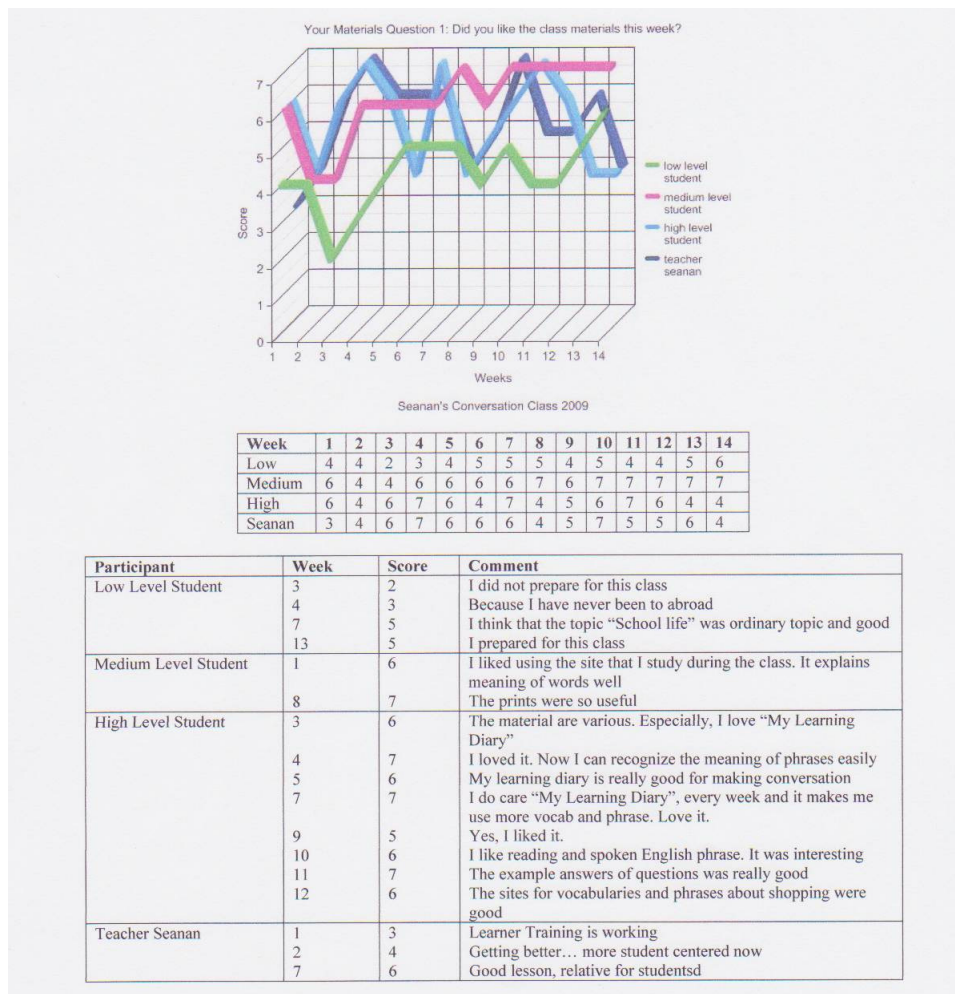 Your Materials Question 1: Did you like the class materials this week?
7
6
5
4
3
2
1
0
Score
1 2 3 4 5 6 7 8 9 10 11 12 13 14
Weeks
low level
student
medium level
student
high level
student
teacher
seanan
Seanan's Conversation Class 2009
Week 1 2 3 4 5 6 7 8 9 10 11 12 13 14
Low 4 4 2 3 4 5 5 5 4 5 4 4 5 6
Medium 6 4 4 6 6 6 6 7 6 7 7 7 7 7
High 6 4 6 7 6 4 7 4 5 6 7 6 4 4
Seanan 3 4 6 7 6 6 6 4 5 7 5 5 6 4
Participant Week Score Comment
Low Level Student 3 2 I did not prepare for this class
4 3 Because I have never been to abroad
7 5 I think that the topic “School life” was ordinary topic and good
13 5 I prepared for this class
Medium Level Student 1 6 I liked using the site that I study during the class. It explains
meaning of words well
8 7 The prints were so useful
High Level Student 3 6 The material are various. Especially, I love “My Learning
Diary”
4 7 I loved it. Now I can recognize the meaning of phrases easily
5 6 My learning diary is really good for making conversation
7 7 I do care “My Learning Diary”, every week and it makes me
use more vocab and phrase. Love it.
9 5 Yes, I liked it.
10 6 I like reading and spoken English phrase. It was interesting
11 7 The example answers of questions was really good
12 6 The sites for vocabularies and phrases about shopping were
good
Teacher Seanan 1 3 Learner Training is working
2 4 Getting better… more student centered now
7 6 Good lesson, relative for studentsd